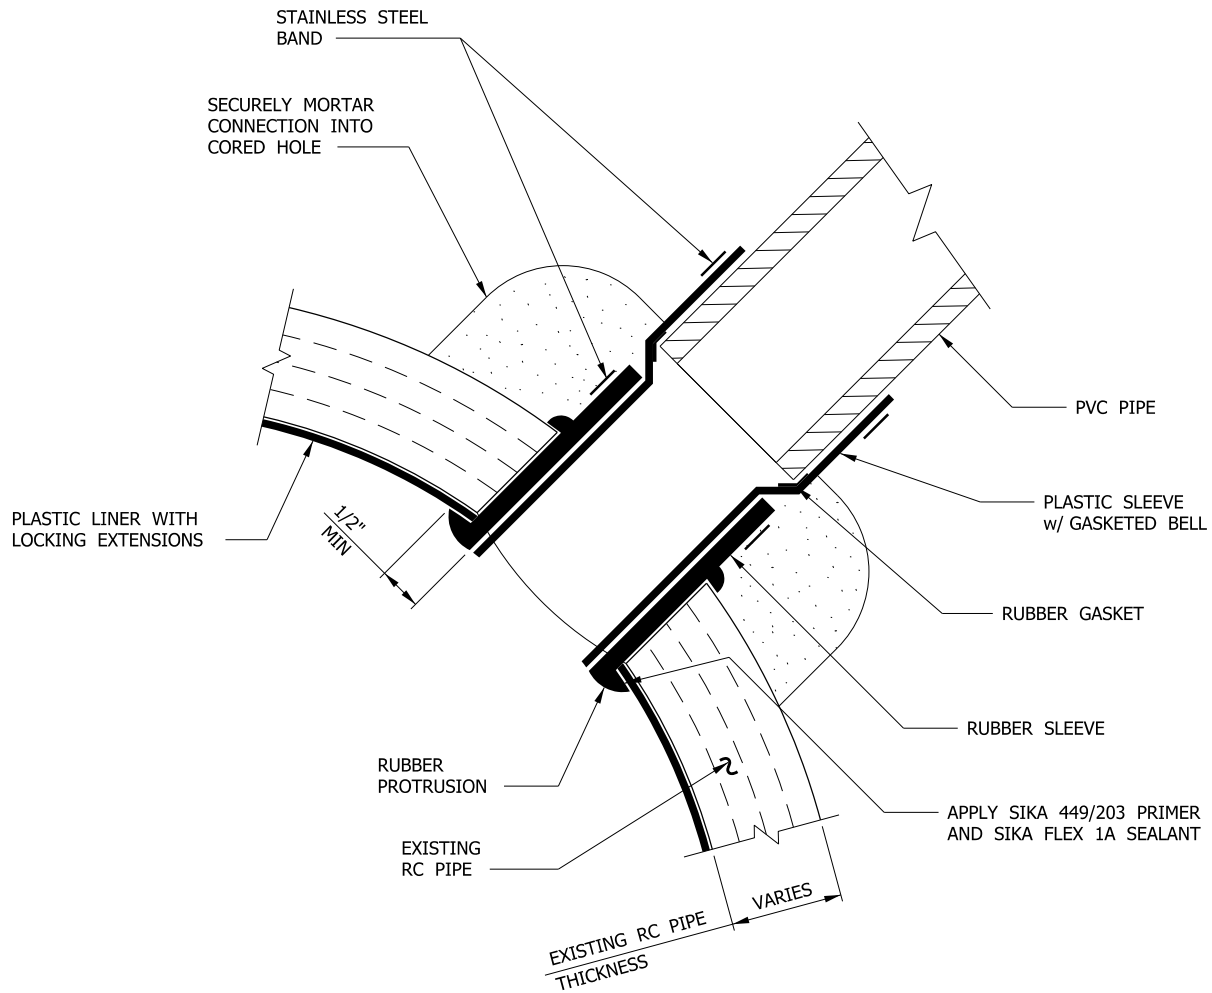 STAINLESS STEEL
BAND
SECURELY MORTAR
CONNECTION INTO
CORED HOLE
PVC PIPE
PLASTIC SLEEVE
w/ GASKETED BELL
PLASTIC LINER WITH
LOCKING EXTENSIONS
1/2"
MIN
RUBBER GASKET
RUBBER SLEEVE
RUBBER
PROTRUSION
APPLY SIKA 449/203 PRIMER
AND SIKA FLEX 1A SEALANT
EXISTING
RC PIPE
VARIES
EXISTING RC PIPE
THICKNESS